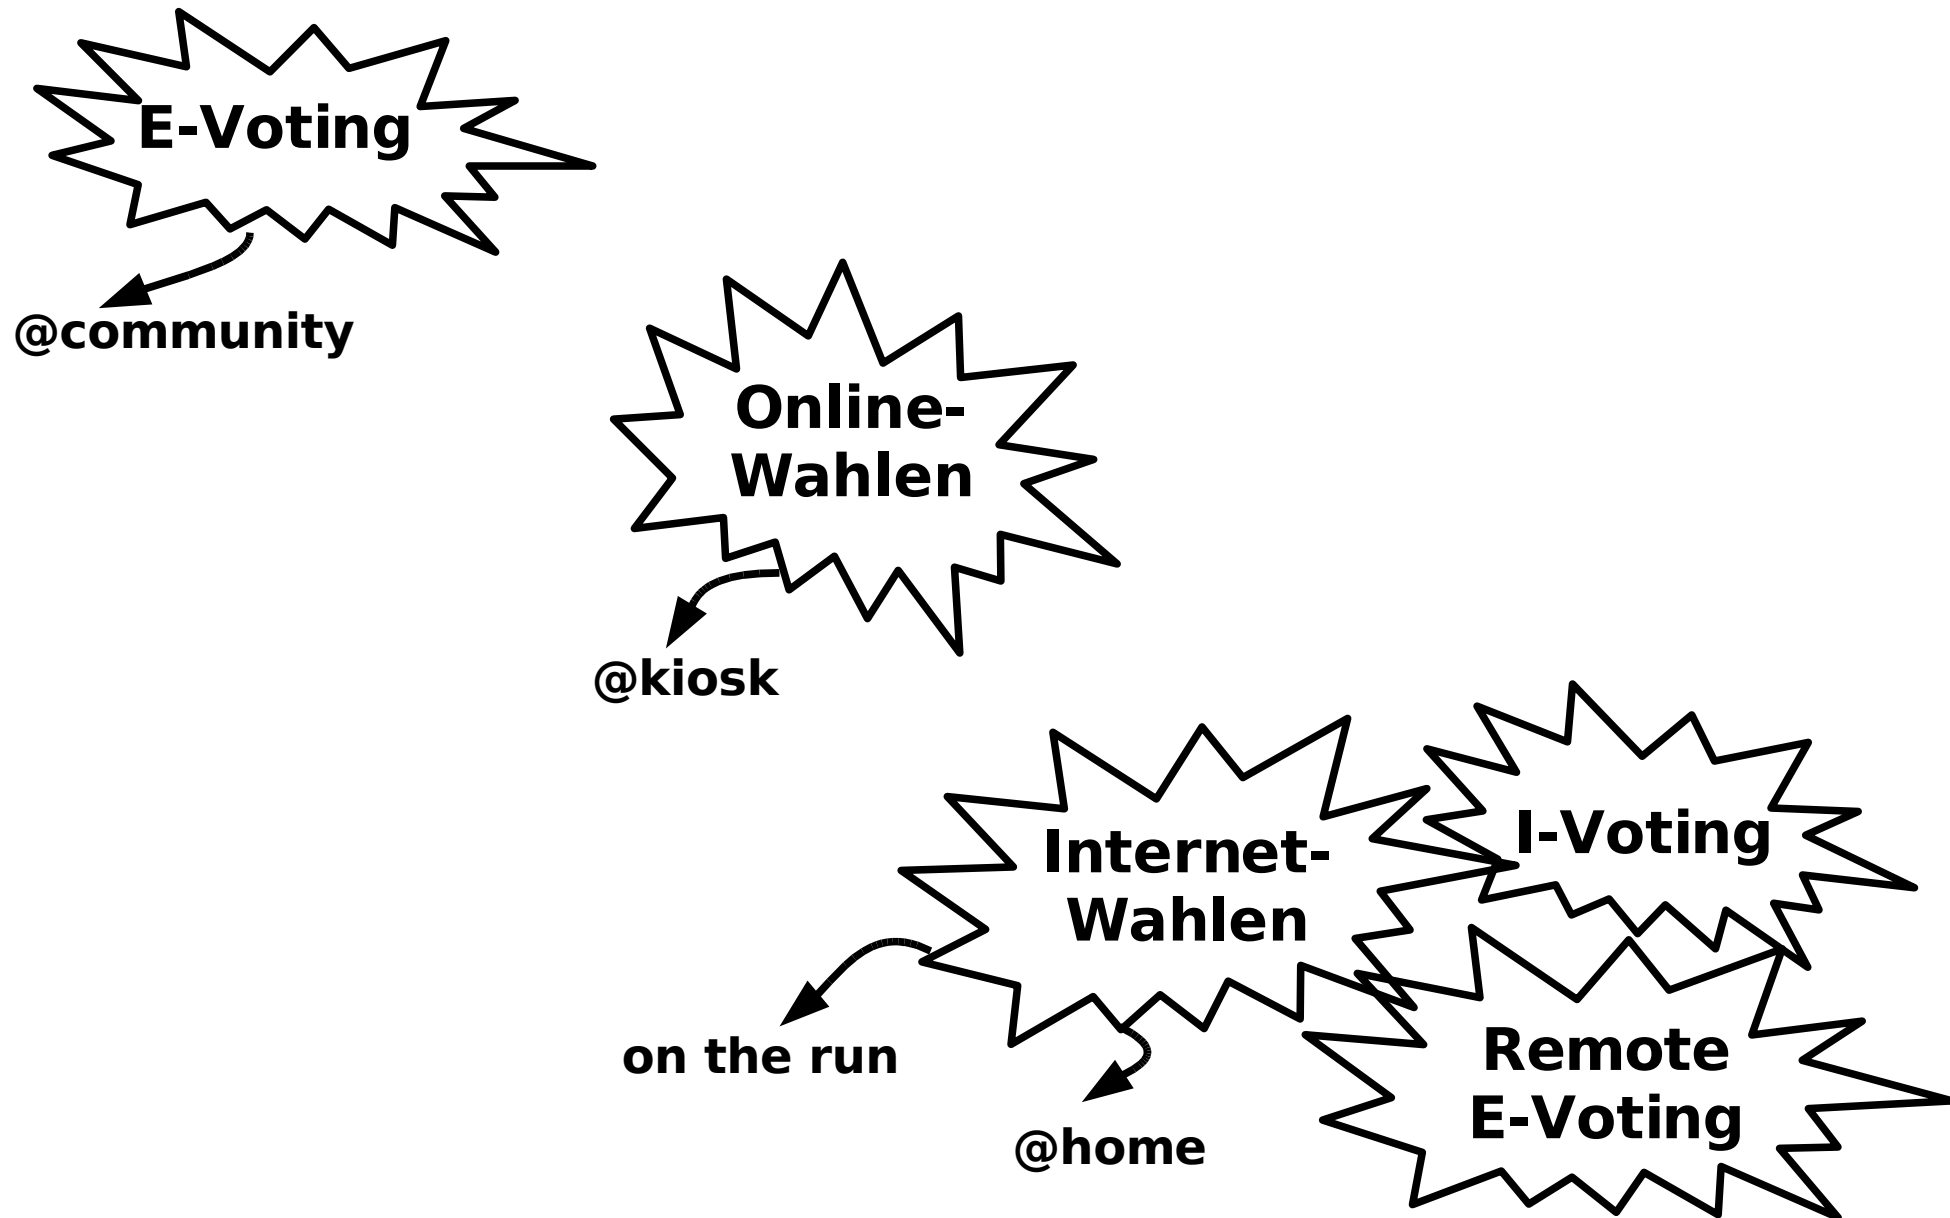 E-Voting
@community
Online-
Wahlen
@kiosk
Internet-
Wahlen
I-Voting
on the run
@home
Remote
E-Voting